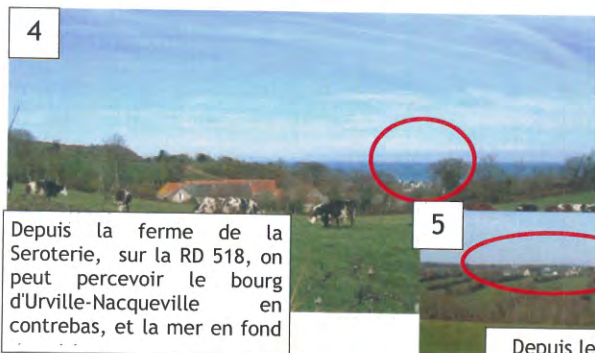 4
Depuis la ferme de la
Seroterie, sur la RD 518, on
peut percevoir le bourg
d'Urville-Nacqueville en
contrebas, et la mer en fond
5
Depuis le